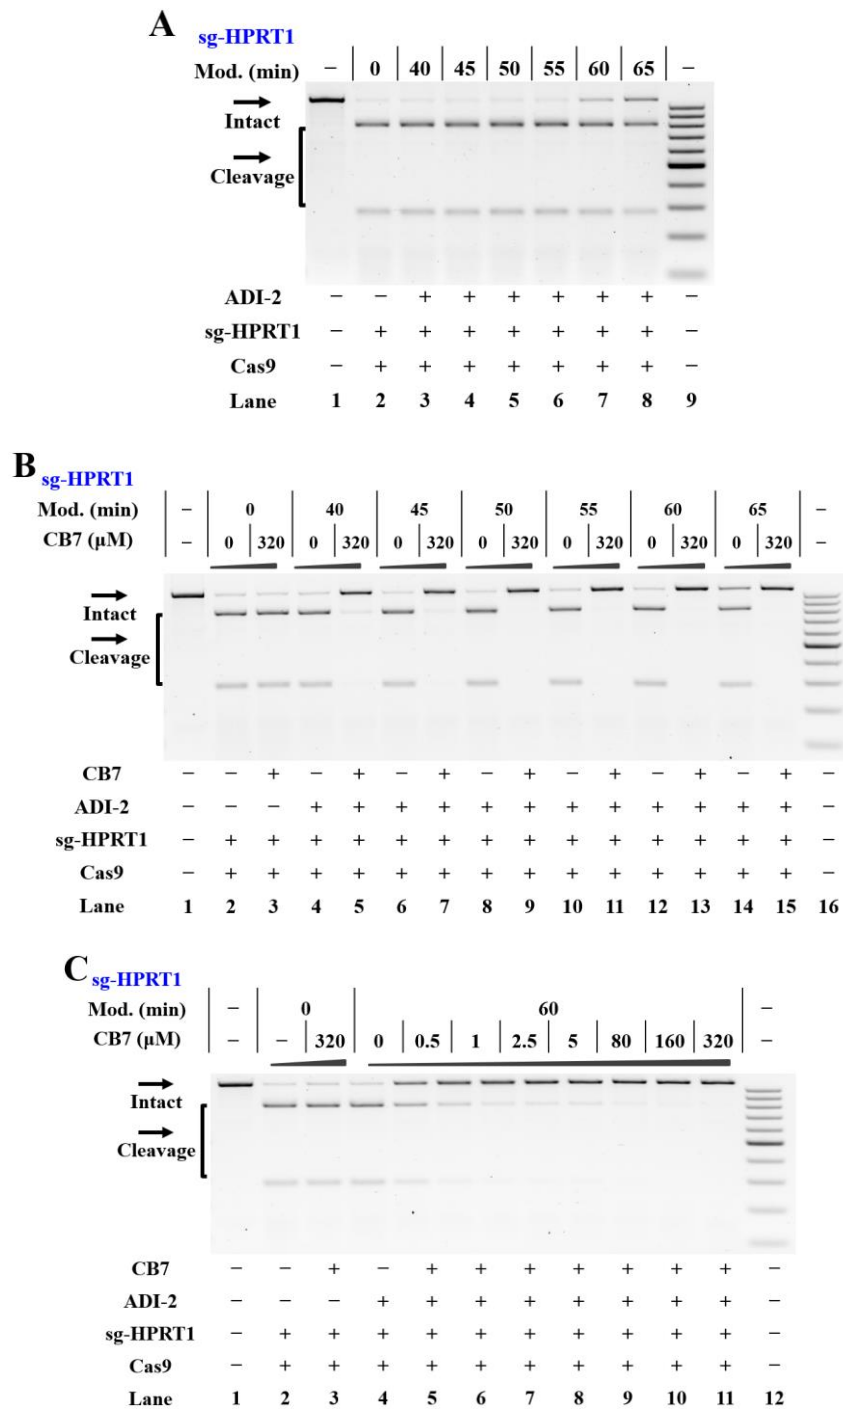 A
sg-HPRT1
Mod. (min) – 0 40 45 50 55 60 65 –
Intact
Cleavage
ADI-2 – – + + + + + + –
sg-HPRT1 – + + + + + + + –
Cas9 – + + + + + + + –
Lane 1 2 3 4 5 6 7 8 9
B
sg-HPRT1
Mod. (min) – 0 40 45 50 55 60 65 –
CB7 (μM) – 0 320 0 320 0 320 0 320 0 320 0 320 0 320 –
Intact
Cleavage
CB7 – – + – + – + – + – + – + – + –
ADI-2 – – – + + + + + + + + + + + + –
sg-HPRT1 – + + + + + + + + + + + + + + –
Cas9 – + + + + + + + + + + + + + + –
Lane 1 2 3 4 5 6 7 8 9 10 11 12 13 14 15 16
C
sg-HPRT1
Mod. (min) – 0 60 –
CB7 (μM) – – 320 0 0.5 1 2.5 5 80 160 320 –
Intact
Cleavage
CB7 – – + – + + + + + + + –
ADI-2 – – – + + + + + + + + –
sg-HPRT1 – + + + + + + + + + + –
Cas9 – + + + + + + + + + + –
Lane 1 2 3 4 5 6 7 8 9 10 11 12